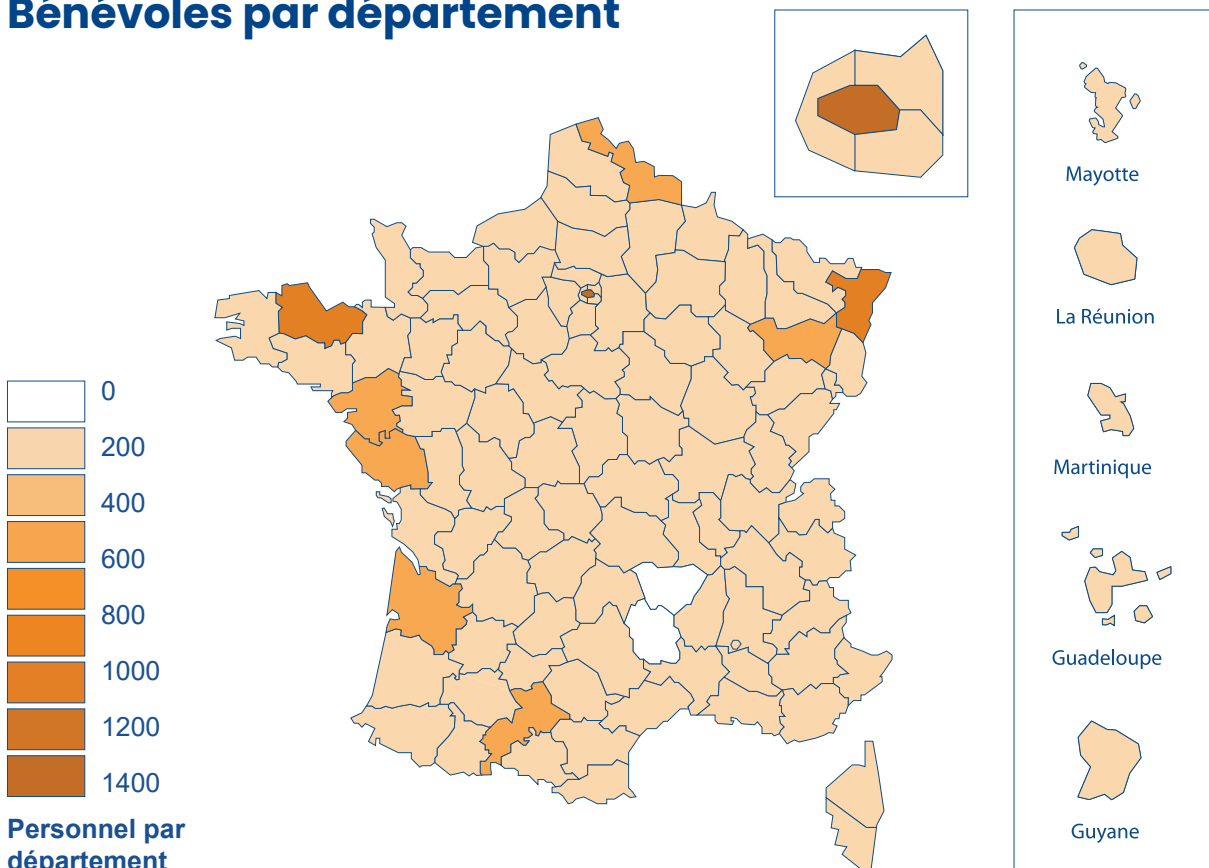 Bénévoles par département
Mayotte
La Réunion
Martinique
Guadeloupe
Guyane
0
200
400
600
800
1000
1200
1400
Personnel par
département